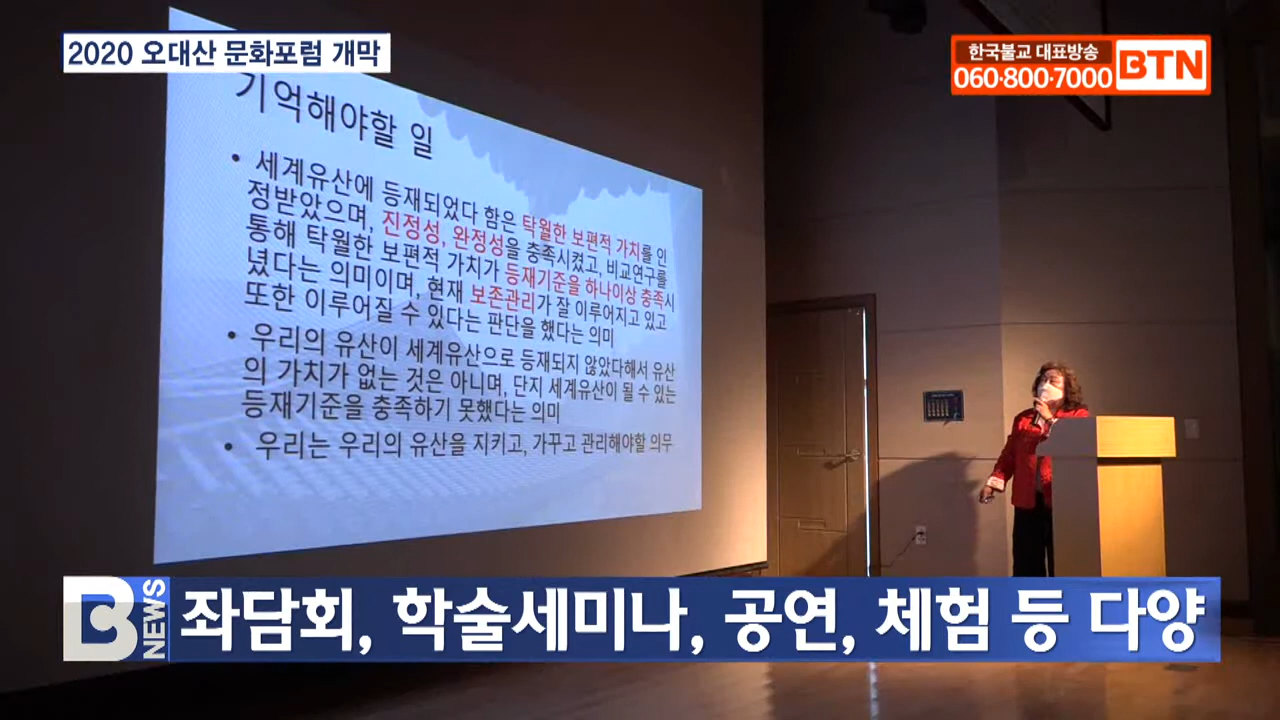 2020 오대산 문화포럼 개막
한국불교 대표방송
060·800·7000
BTN
기억해야할 일
• 세계유산에 등재되었다 함은 탁월한 보편적 가치를 인
정받았으며, 진정성, 완정성을 충족시켰고, 비교연구를
통해 탁월한 보편적 가치가 등재기준을 하나이상 충족시
켰다는 의미이며, 현재 보존관리가 잘 이루어지고 있고
또한 이루어질 수 있다는 판단을 했다는 의미
• 우리의 유산이 세계유산으로 등재되지 않았다해서 유산
의 가치가 없는 것은 아니며, 단지 세계유산이 될 수 있는
등재기준을 충족하기 못했다는 의미
• 우리는 우리의 유산을 지키고, 가꾸고 관리해야할 의무
B NEWS
좌담회, 학술세미나, 공연, 체험 등 다양